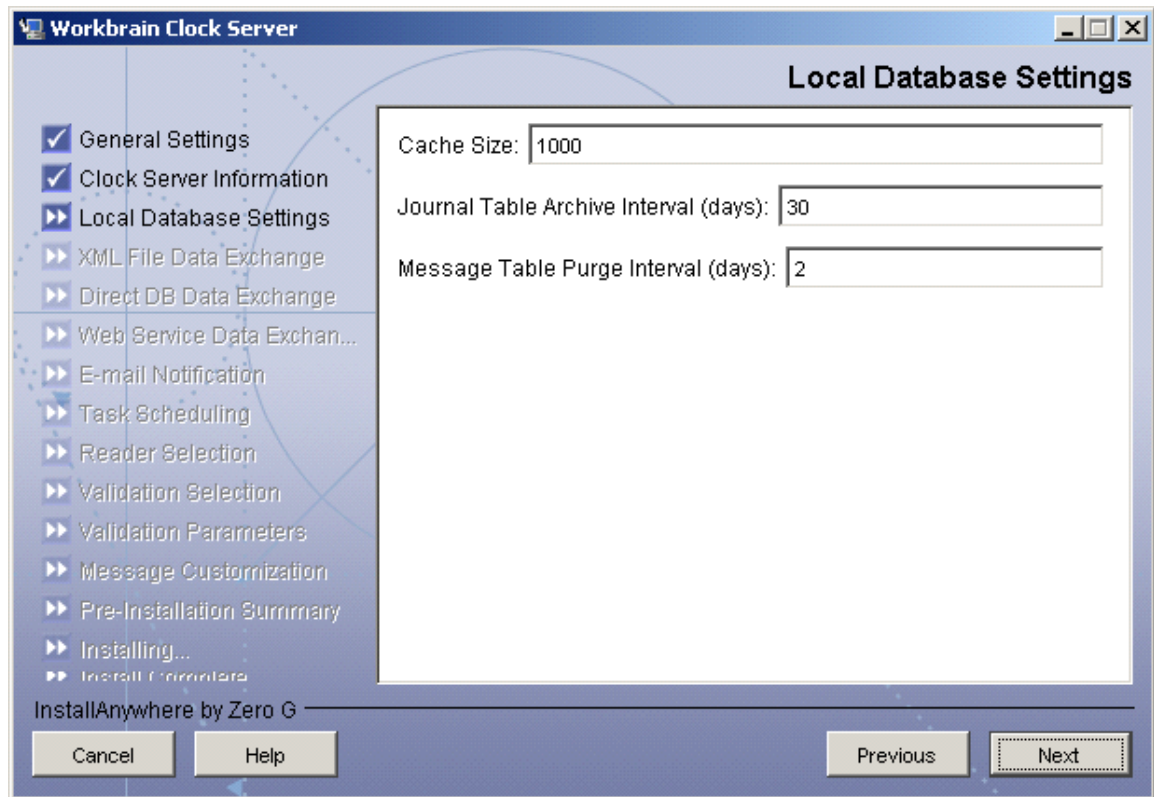 Workbrain Clock Server
Local Database Settings
General Settings
Clock Server Information
Local Database Settings
XML File Data Exchange
Direct DB Data Exchange
Web Service Data Exchan...
E-mail Notification
Task Scheduling
Reader Selection
Validation Selection
Validation Parameters
Message Customization
Pre-Installation Summary
Installing...
Install Complete
Cache Size: 1000
Journal Table Archive Interval (days): 30
Message Table Purge Interval (days): 2
InstallAnywhere by Zero G
Cancel
Help
Previous
Next